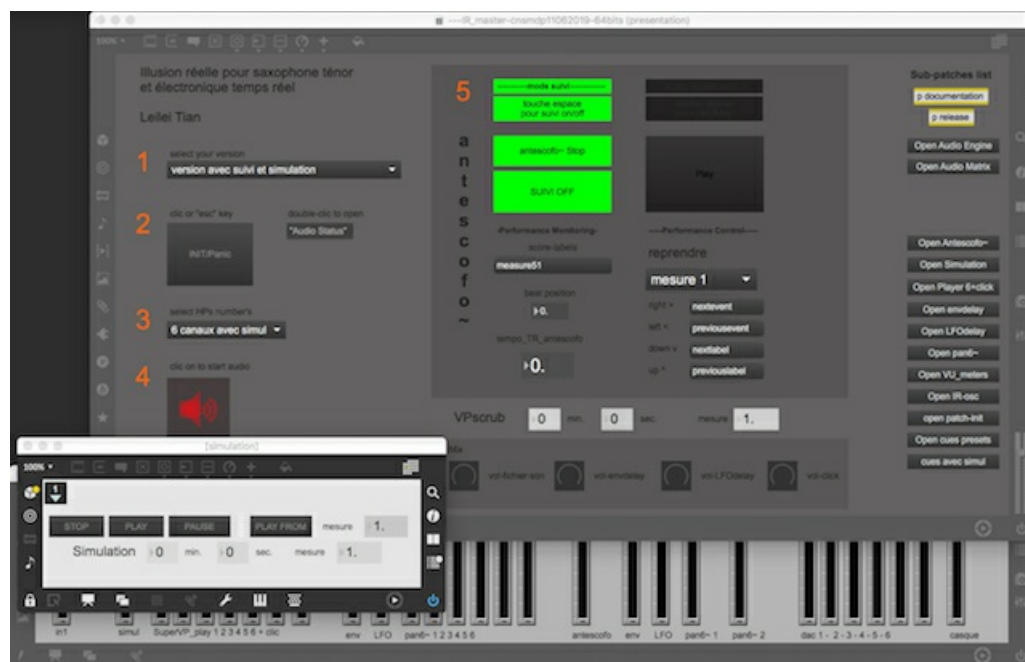 ---IR_master-cnsmdp11062019-64bits (presentation)
100%
Illusion réelle pour saxophone ténor
et électronique temps réel
Leilei Tian
1
select your version
version avec suivi et simulation
2
clic or "esc" key
double-clic to open
INIT/Panic
"Audio Status"
3
select HPs number's
6 canaux avec simul
4
clic on to start audio
5
-----mode suivi-----
touche espace
pour suivi on/off
antescofo~ Stop
SUIVI OFF
antescofo~
-Performance Monitoring-
score-labels
measure51
beat position
0.
tempo_TR_antescofo
0.
Play
----Performance Control----
reprendre
mesure 1
right > nextevent
left < previousevent
down v nextlabel
up ^ previouslabel
VPscrub 0 min. 0 sec. mesure 1.
vol-fichier-son vol-envdelay vol-LFOdelay vol-click
Sub-patches list
p documentation
p release
Open Audio Engine
Open Audio Matrix
Open Antescofo~
Open Simulation
Open Player 6+click
Open envdelay
Open LFOdelay
Open pan6~
Open VU_meters
Open IR-osc
open patch-init
Open cues presets
cues avec simul
[simulation]
100%
1
STOP PLAY PAUSE PLAY FROM mesure 1.
Simulation 0 min. 0 sec. mesure 1.
in1 simul SuperVP_play 1 2 3 4 5 6 + clic env LFO pan6~ 1 2 3 4 5 6 antescofo env LFO pan6~ 1 pan6~ 2 dac 1 - 2 - 3 - 4 - 5 - 6 casque